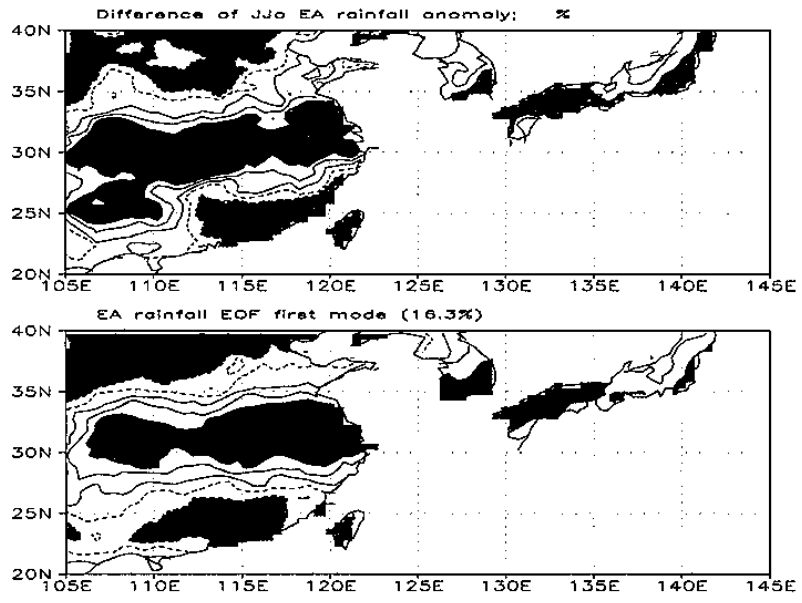 Difference of JJa EA rainfall anomaly; %
40N
35N
30N
25N
20N
105E 110E 115E 120E 125E 130E 135E 140E 145E
EA rainfall EOF first mode (16.3%)
40N
35N
30N
25N
20N
105E 110E 115E 120E 125E 130E 135E 140E 145E